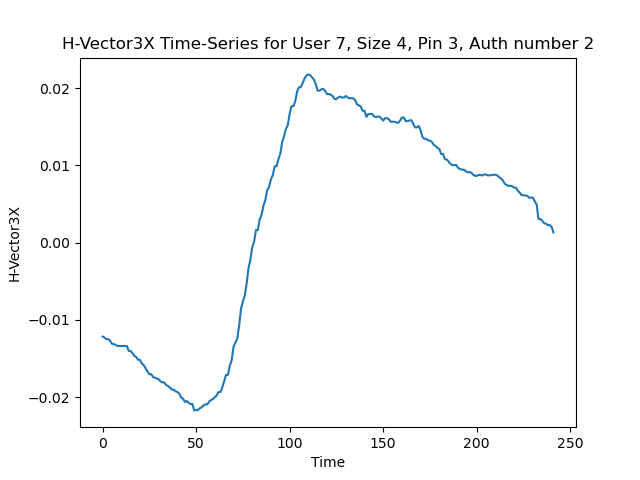 H-Vector3X Time-Series for User 7, Size 4, Pin 3, Auth number 2
0.02
0.01
0.00
−0.01
−0.02
H-Vector3X
0 50 100 150 200 250
Time